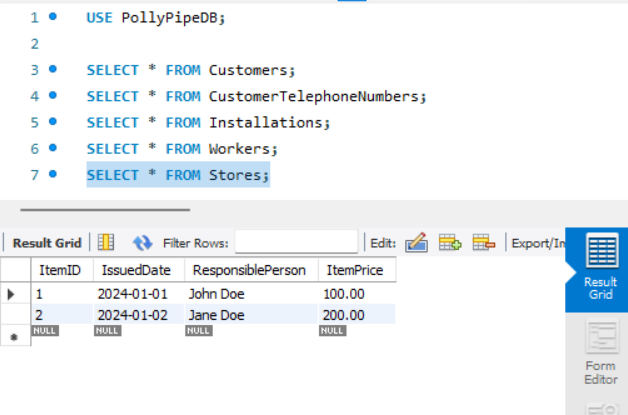 1 USE PollyPipeDB;
2
3 SELECT * FROM Customers;
4 SELECT * FROM CustomerTelephoneNumbers;
5 SELECT * FROM Installations;
6 SELECT * FROM Workers;
7 SELECT * FROM Stores;
Result Grid Filter Rows: Edit: Export/Im
ItemID IssuedDate ResponsiblePerson ItemPrice
1 2024-01-01 John Doe 100.00
2 2024-01-02 Jane Doe 200.00
NULL NULL NULL NULL
Result
Grid
Form
Editor